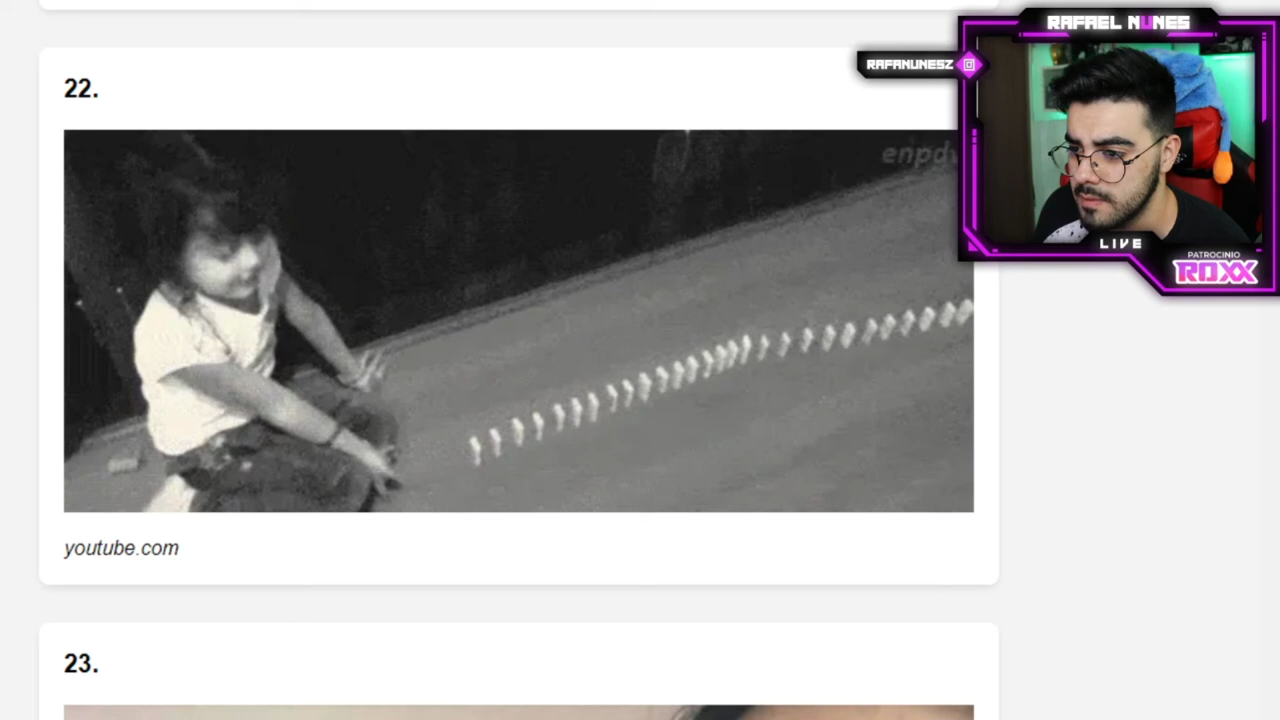 RAFAEL NUNES
RAFANUNESZ
22.
LIVE
PATROCINIO
ROXX
youtube.com
23.